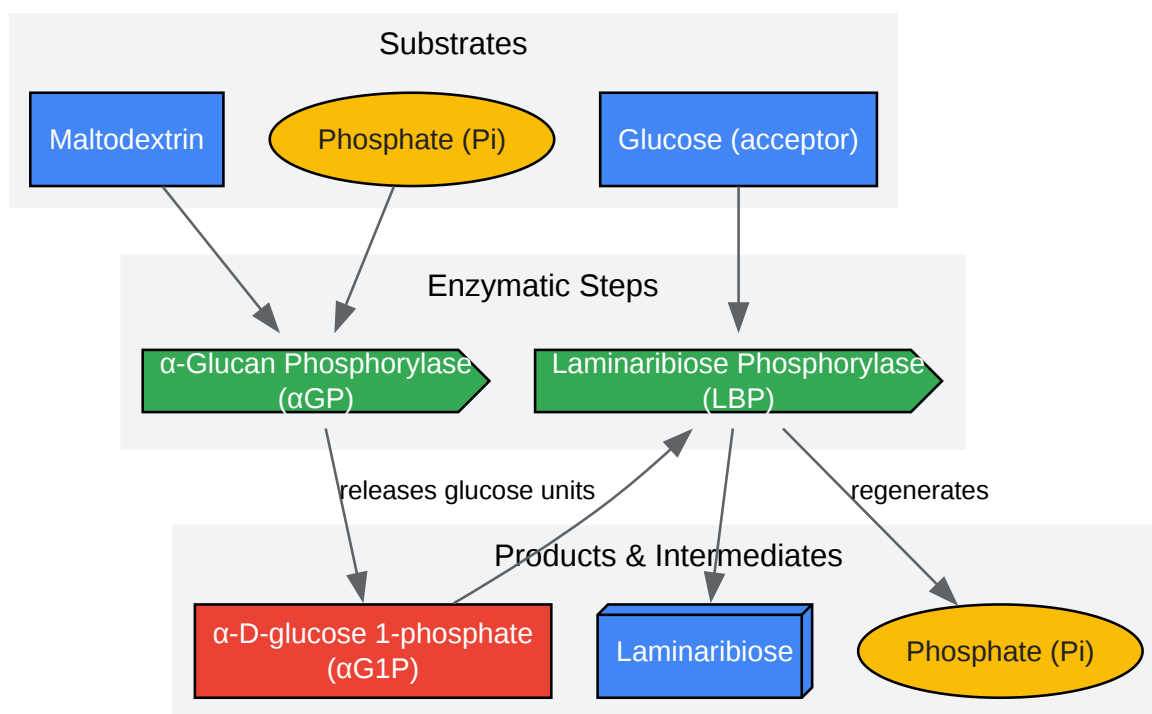 Substrates
Maltodextrin
Phosphate (Pi)
Glucose (acceptor)
Enzymatic Steps
α-Glucan Phosphorylase
(αGP)
Laminaribiose Phosphorylase
(LBP)
releases glucose units
regenerates
Products & Intermediates
α-D-glucose 1-phosphate
(αG1P)
Laminaribiose
Phosphate (Pi)